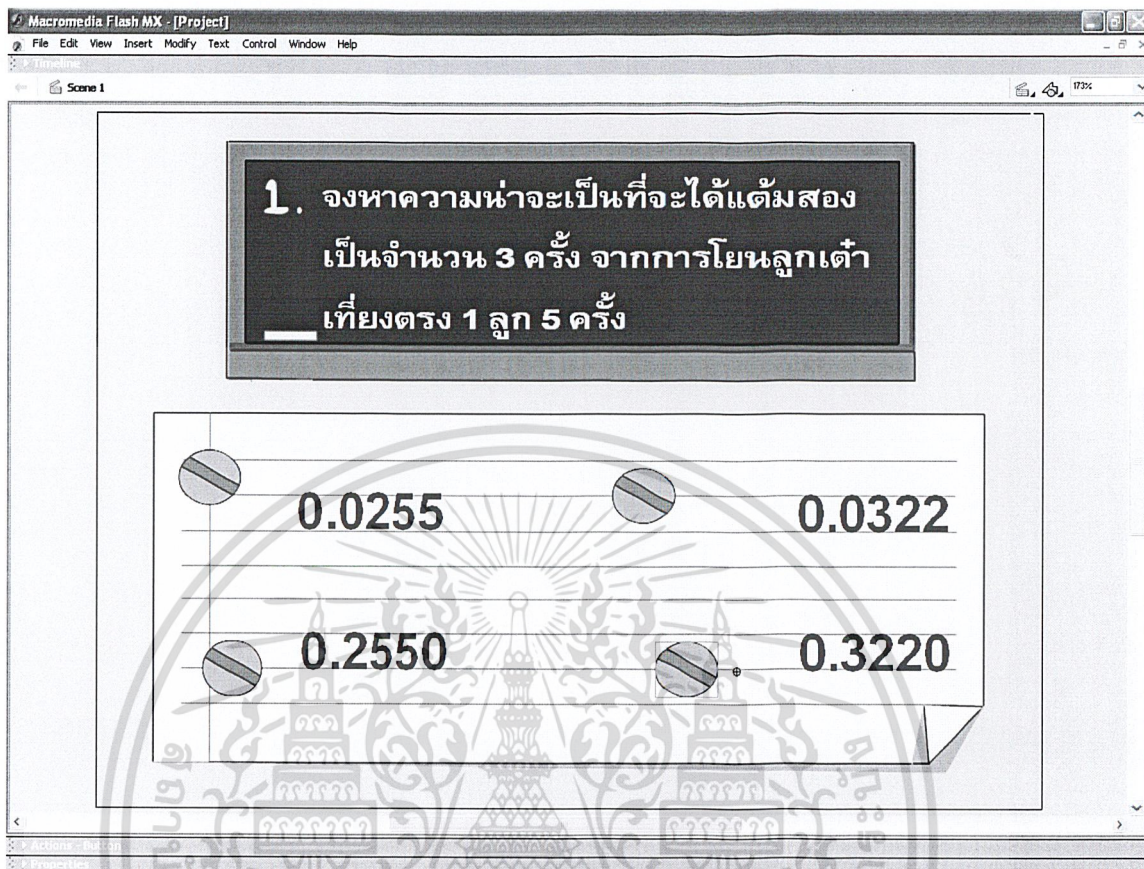 Macromedia Flash MX - [Project]
File Edit View Insert Modify Text Control Window Help
Timeline
Scene 1
173%
1. จงหาความน่าจะเป็นที่จะได้แต้มสอง
เป็นจำนวน 3 ครั้ง จากการโยนลูกเต๋า
เที่ยงตรง 1 ลูก 5 ครั้ง
0.0255
0.0322
0.2550
0.3220
Actions - Button
Properties